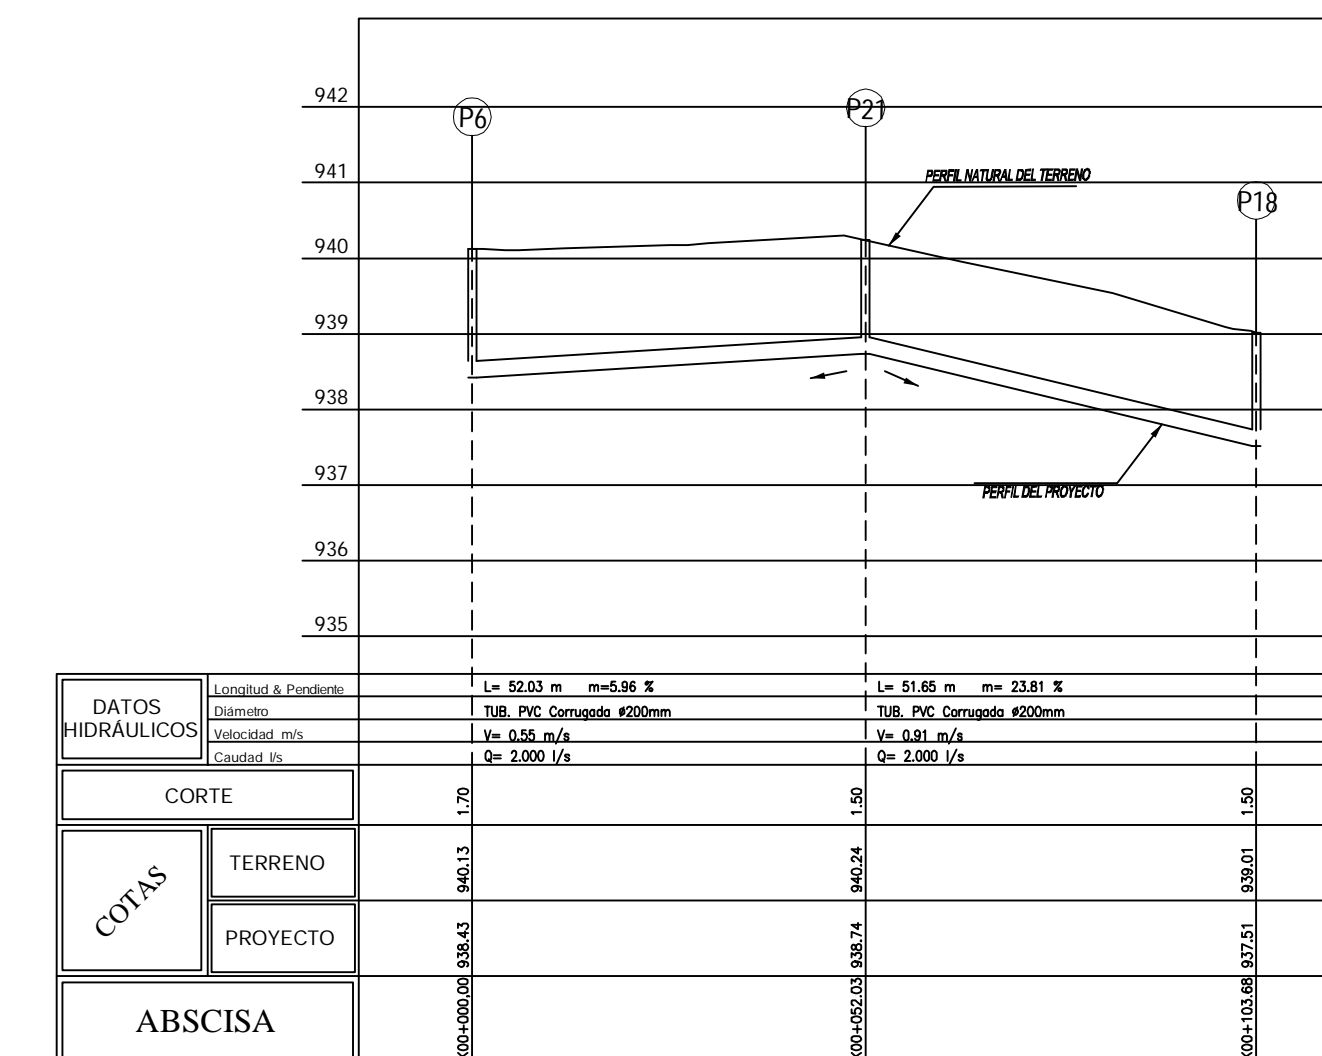 942
P6
P21
941
PERFIL NATURAL DEL TERRENO
P18
940
939
938
937
PERFIL DEL PROYECTO
936
935
DATOS HIDRÁULICOS
Longitud & Pendiente
L= 52.03 m m=5.96 %
L= 51.65 m m= 23.81 %
Diámetro
TUB. PVC Corrugada ø200mm
TUB. PVC Corrugada ø200mm
Velocidad m/s
V= 0.55 m/s
V= 0.91 m/s
Caudad l/s
Q= 2.000 l/s
Q= 2.000 l/s
CORTE
1.70
1.50
1.50
COTAS
TERRENO
940.13
940.24
939.01
PROYECTO
938.43
938.74
937.51
ABSCISA
K00+000,00
K00+052.03
K00+103.68